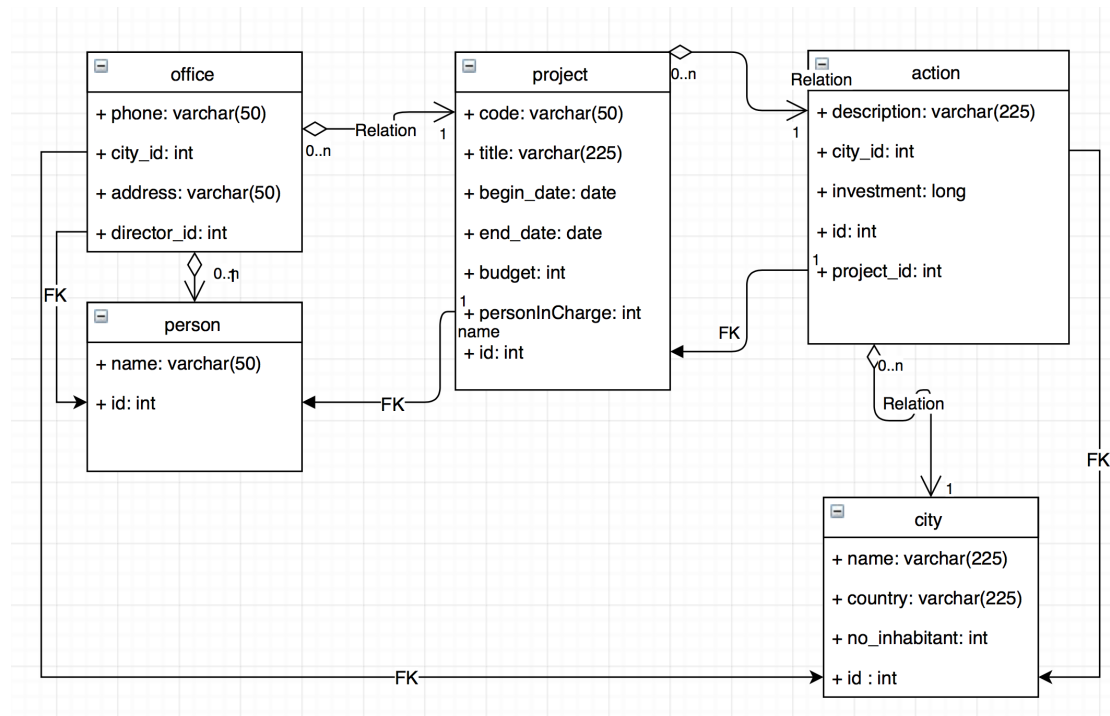 office
+ phone: varchar(50)
+ city_id: int
+ address: varchar(50)
+ director_id: int
0..n
Relation
1
project
+ code: varchar(50)
+ title: varchar(225)
+ begin_date: date
+ end_date: date
+ budget: int
1
+ personInCharge: int
name
+ id: int
0..n
Relation
1
action
+ description: varchar(225)
+ city_id: int
+ investment: long
+ id: int
1
+ project_id: int
FK
0..n
1
person
+ name: varchar(50)
+ id: int
FK
FK
0..n
Relation
1
FK
city
+ name: varchar(225)
+ country: varchar(225)
+ no_inhabitant: int
+ id : int
FK